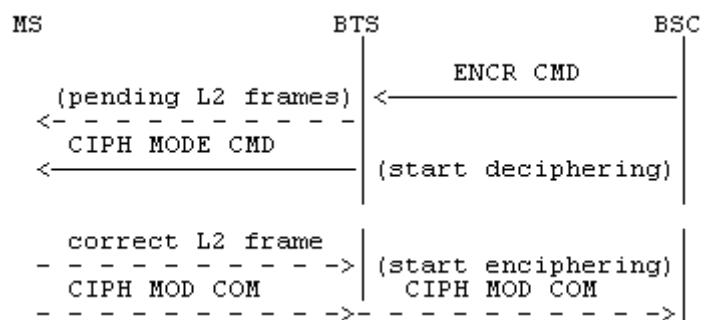 MS BTS BSC
ENCR CMD
(pending L2 frames)
CIPH MODE CMD
(start deciphering)
correct L2 frame
(start enciphering)
CIPH MOD COM CIPH MOD COM